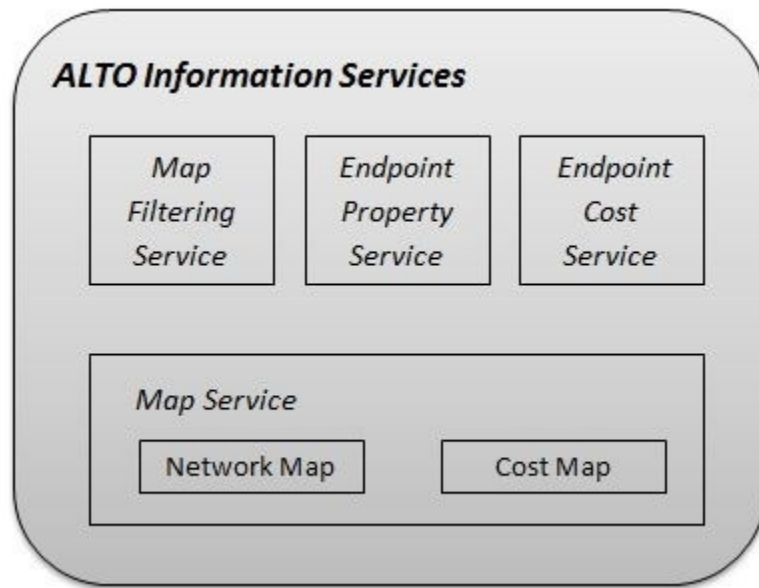 ALTO Information Services
Map
Filtering
Service
Endpoint
Property
Service
Endpoint
Cost
Service
Map Service
Network Map
Cost Map